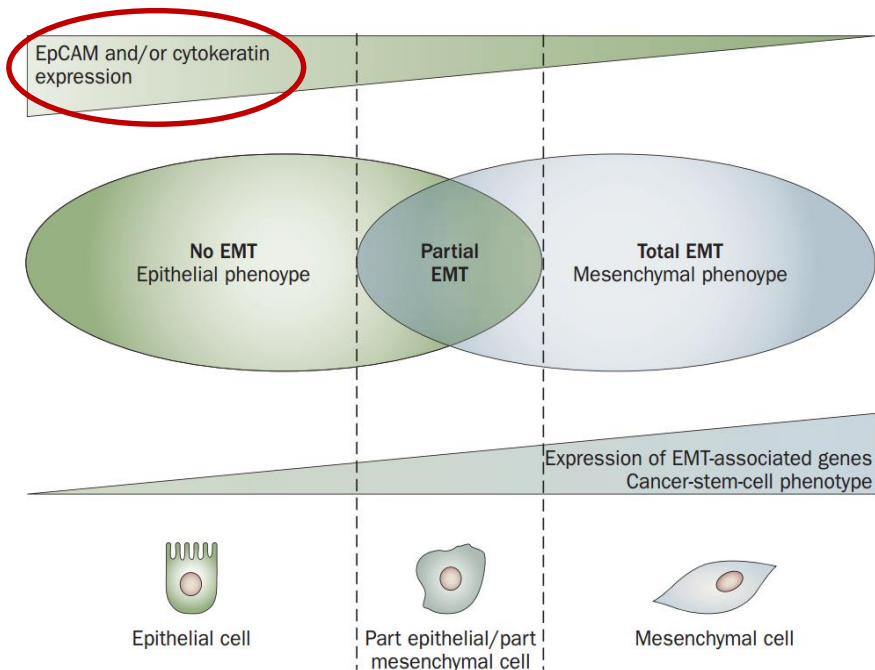 EpCAM and/or cytokeratin
expression
No EMT
Epithelial phenoype
Partial
EMT
Total EMT
Mesenchymal phenoype
Expression of EMT-associated genes
Cancer-stem-cell phenotype
Epithelial cell
Part epithelial/part
mesenchymal cell
Mesenchymal cell